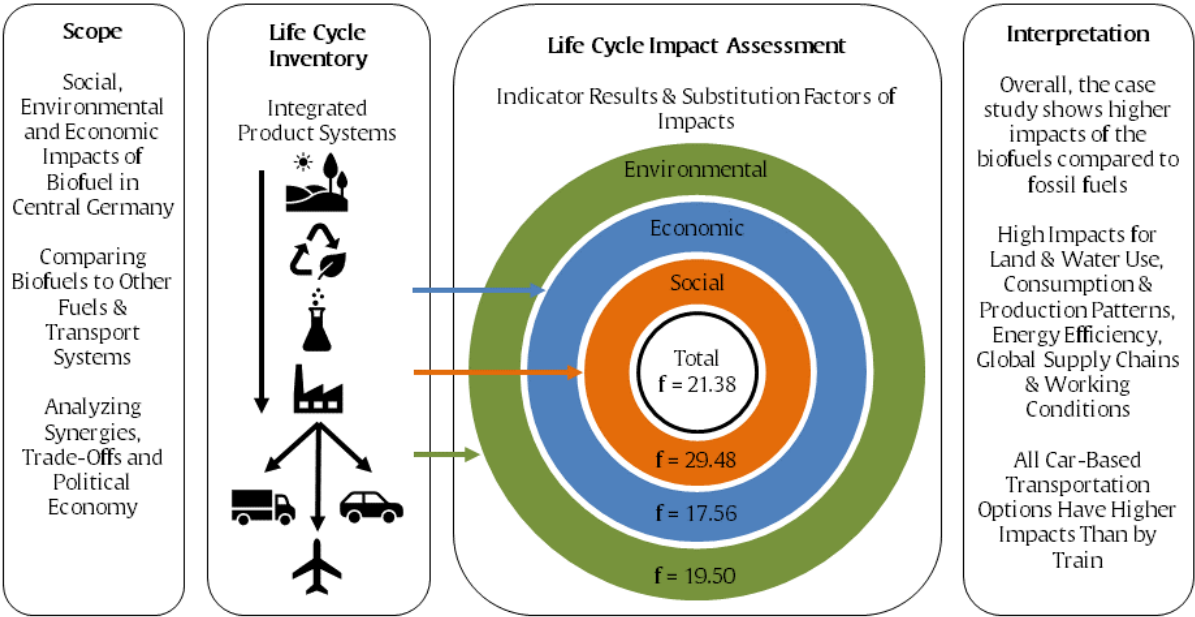 Scope
Social,
Environmental
and Economic
Impacts of
Biofuel in
Central Germany
Comparing
Biofuels to Other
Fuels &
Transport
Systems
Analyzing
Synergies,
Trade-Offs and
Political
Economy
Life Cycle
Inventory
Integrated
Product Systems
Life Cycle Impact Assessment
Indicator Results & Substitution Factors of
Impacts
Environmental
Economic
Social
Total
f = 21.38
f = 29.48
f = 17.56
f = 19.50
Interpretation
Overall, the case
study shows higher
impacts of the
biofuels compared to
fossil fuels
High Impacts for
Land & Water Use,
Consumption &
Production Patterns,
Energy Efficiency,
Global Supply Chains
& Working
Conditions
All Car-Based
Transportation
Options Have Higher
Impacts Than by
Train